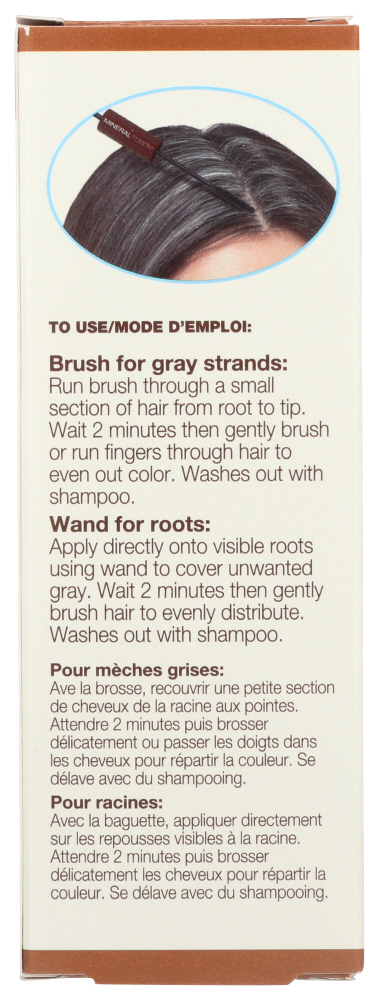 MINERAL FUSION
TO USE/MODE D'EMPLOI:
Brush for gray strands:
Run brush through a small
section of hair from root to tip.
Wait 2 minutes then gently brush
or run fingers through hair to
even out color. Washes out with
shampoo.
Wand for roots:
Apply directly onto visible roots
using wand to cover unwanted
gray. Wait 2 minutes then gently
brush hair to evenly distribute.
Washes out with shampoo.
Pour mèches grises:
Ave la brosse, recouvrir une petite section
de cheveux de la racine aux pointes.
Attendre 2 minutes puis brosser
délicatement ou passer les doigts dans
les cheveux pour répartir la couleur. Se
délave avec du shampooing.
Pour racines:
Avec la baguette, appliquer directement
sur les repousses visibles à la racine.
Attendre 2 minutes puis brosser
délicatement les cheveux pour répartir la
couleur. Se délave avec du shampooing.